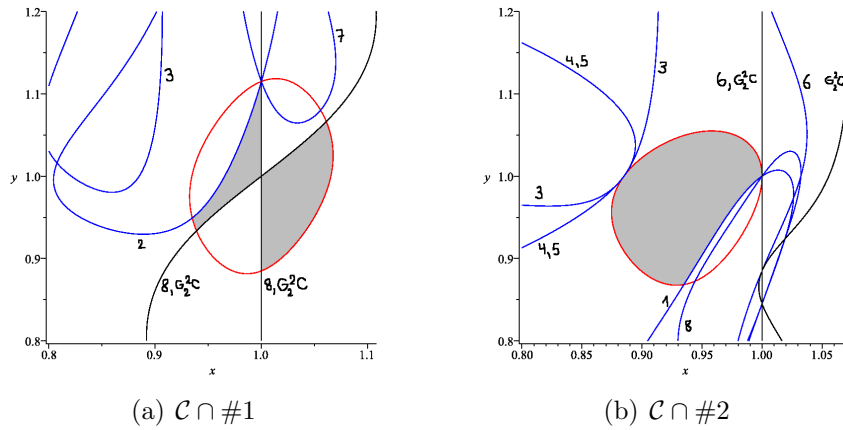 1.2
1.1
y 1.0
0.9
0.8
0.8 0.9 1.0 1.1
x
3
7
2
8, G₂²C
8, G₂²C
(a) 𝒞 ∩ #1
1.2
1.1
y 1.0
0.9
0.8
0.80 0.85 0.90 0.95 1.00 1.05
x
4,5
3
6, G₂²C
6
G₂²C
3
4,5
1
8
(b) 𝒞 ∩ #2